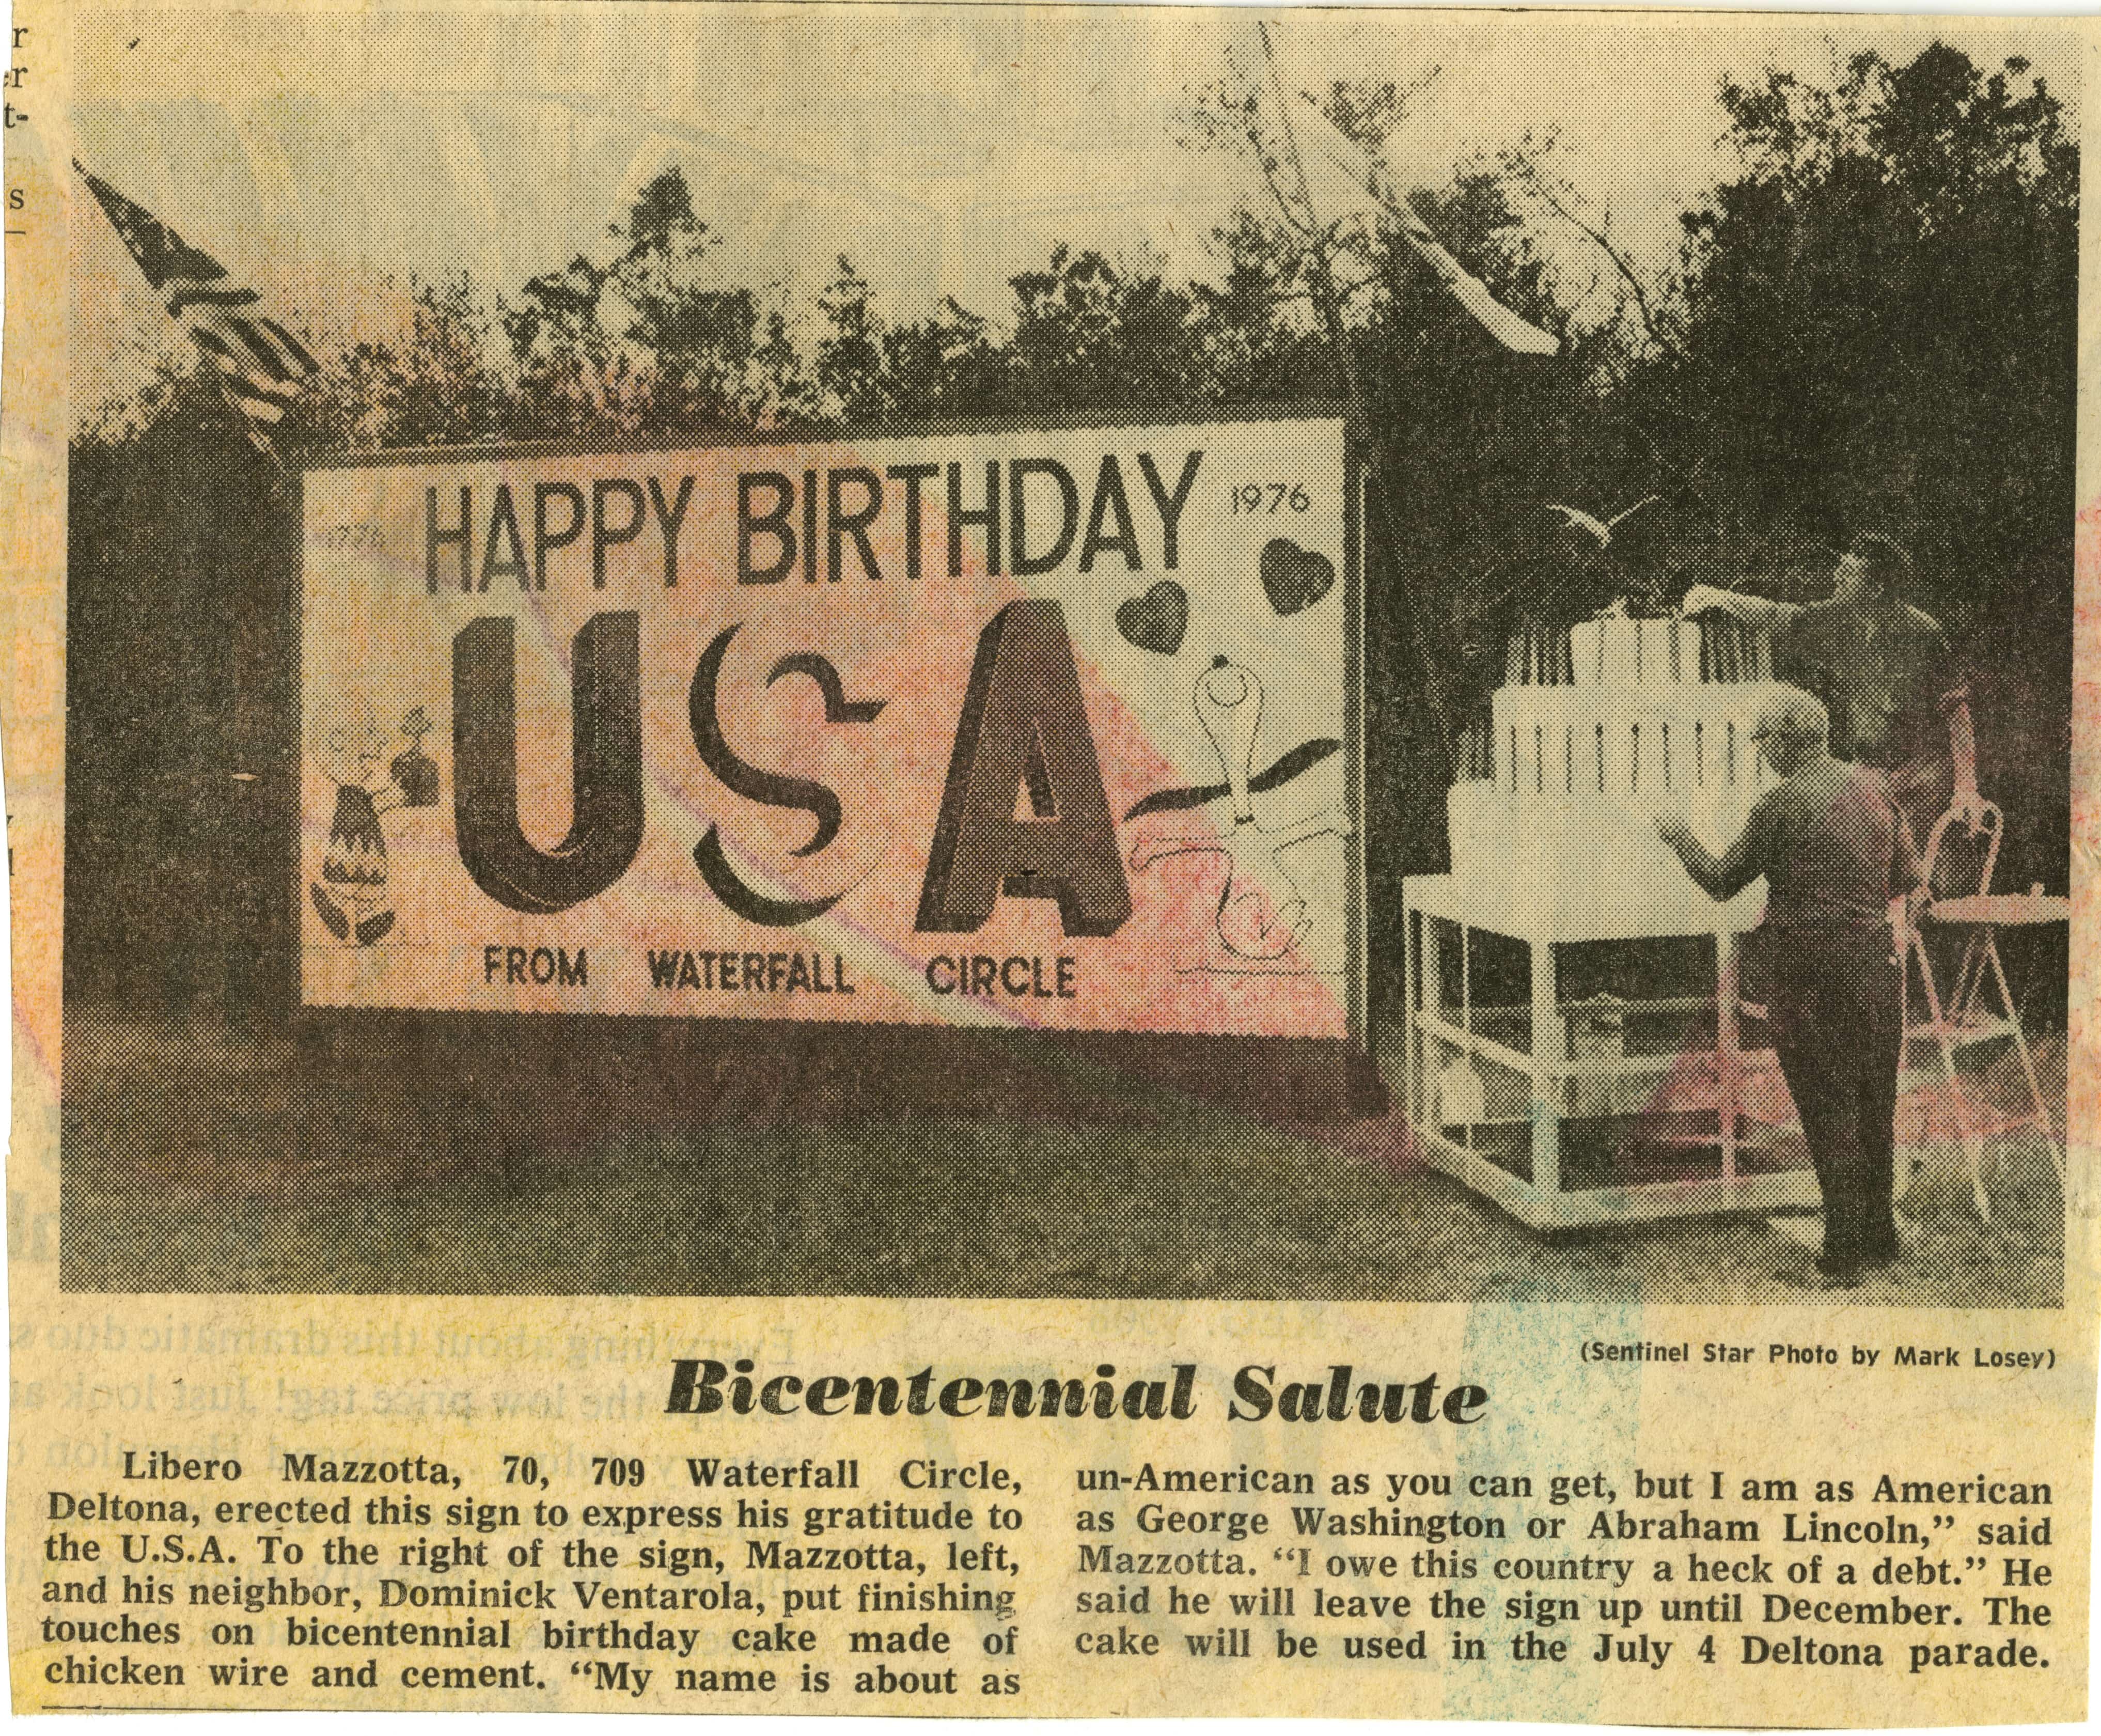 r
er
t-
s
1776
HAPPY BIRTHDAY
1976
USA
FROM WATERFALL CIRCLE
(Sentinel Star Photo by Mark Losey)
Bicentennial Salute
Libero Mazzotta, 70, 709 Waterfall Circle,
Deltona, erected this sign to express his gratitude to
the U.S.A. To the right of the sign, Mazzotta, left,
and his neighbor, Dominick Ventarola, put finishing
touches on bicentennial birthday cake made of
chicken wire and cement. “My name is about as
un-American as you can get, but I am as American
as George Washington or Abraham Lincoln,” said
Mazzotta. “I owe this country a heck of a debt.” He
said he will leave the sign up until December. The
cake will be used in the July 4 Deltona parade.